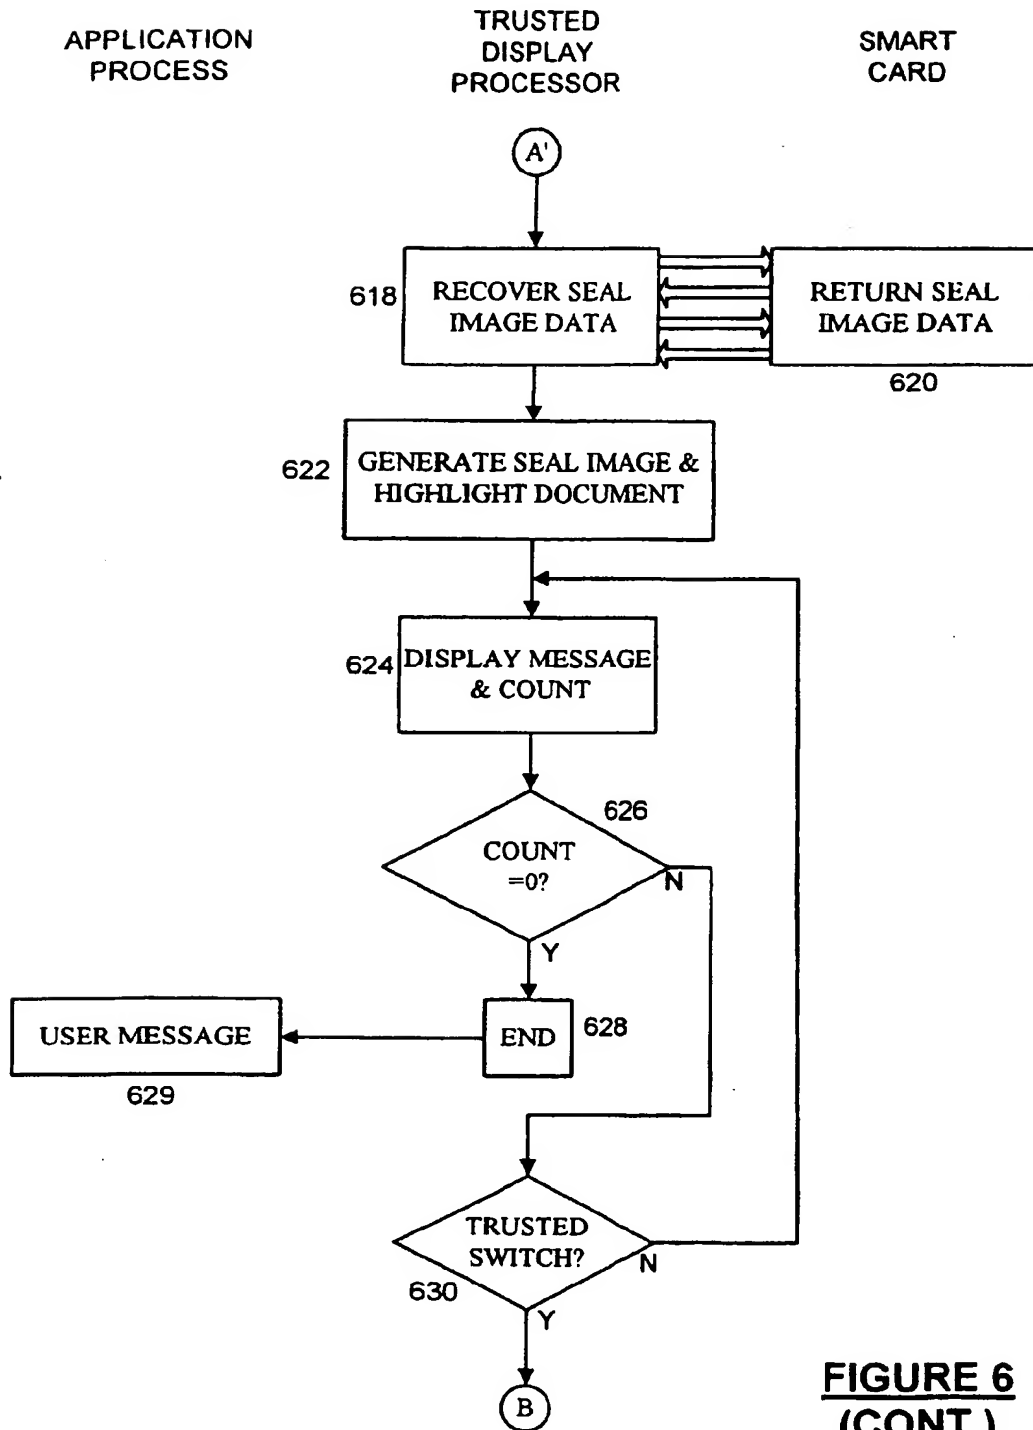 APPLICATION
PROCESS
TRUSTED
DISPLAY
PROCESSOR
SMART
CARD
A'
618
RECOVER SEAL
IMAGE DATA
RETURN SEAL
IMAGE DATA
620
622
GENERATE SEAL IMAGE &
HIGHLIGHT DOCUMENT
624
DISPLAY MESSAGE
& COUNT
626
COUNT
=0?
N
Y
USER MESSAGE
629
END
628
TRUSTED
SWITCH?
N
630
Y
B
FIGURE 6
(CONT.)